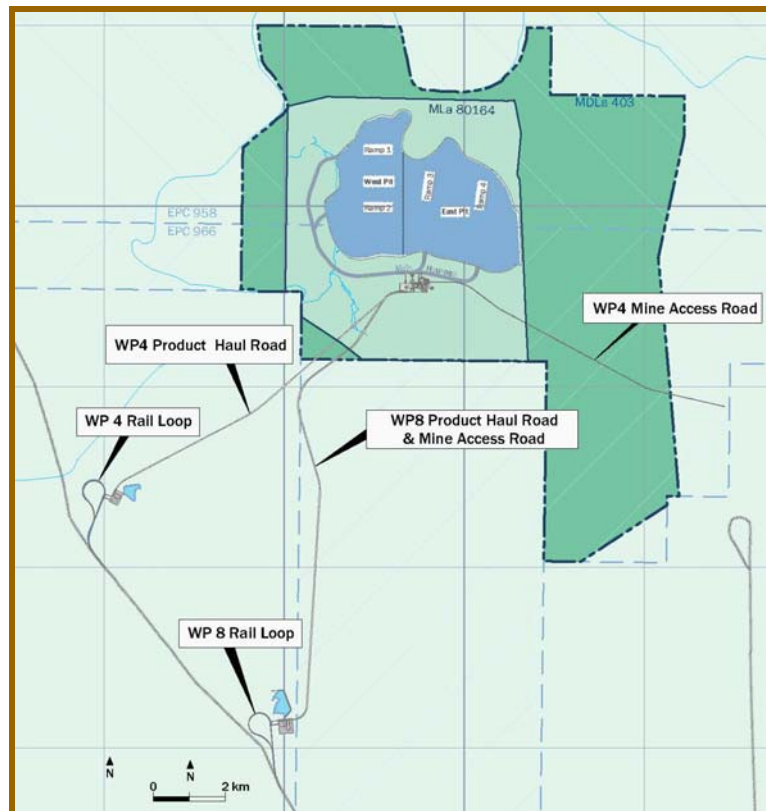 MLa 80164
MDLa 403
Ramp 1
West Pit
Ramp 3
Ramp 4
Ramp 2
East Pit
EPC 958
EPC 966
WP4 Mine Access Road
WP4 Product Haul Road
WP 4 Rail Loop
WP8 Product Haul Road
& Mine Access Road
WP 8 Rail Loop
N
N
0
2 km